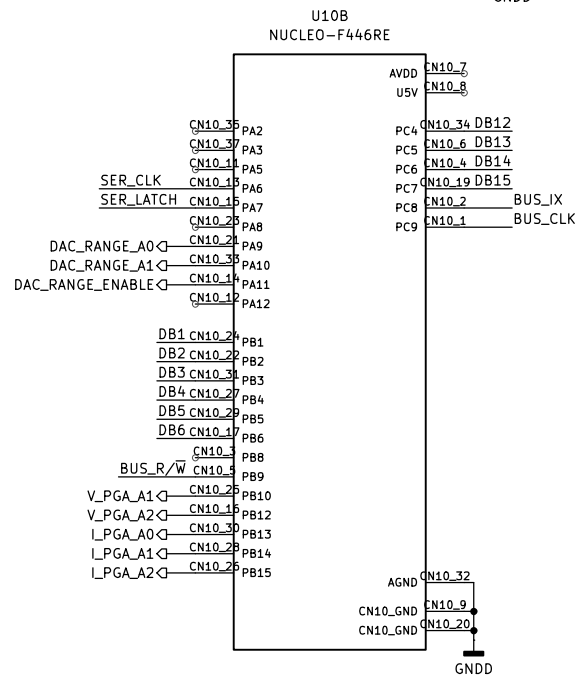 GNDD
U10B
NUCLEO-F446RE
AVDD CN10_7
U5V CN10_8
CN10_35 PA2
CN10_37 PA3
CN10_11 PA5
SER_CLK CN10_13 PA6
SER_LATCH CN10_15 PA7
CN10_23 PA8
DAC_RANGE_A0 CN10_21 PA9
DAC_RANGE_A1 CN10_33 PA10
DAC_RANGE_ENABLE CN10_14 PA11
CN10_12 PA12
PC4 CN10_34 DB12
PC5 CN10_6 DB13
PC6 CN10_4 DB14
PC7 CN10_19 DB15
PC8 CN10_2 BUS_IX
PC9 CN10_1 BUS_CLK
DB1 CN10_24 PB1
DB2 CN10_22 PB2
DB3 CN10_31 PB3
DB4 CN10_27 PB4
DB5 CN10_29 PB5
DB6 CN10_17 PB6
CN10_3 PB8
BUS_R/W̅ CN10_5 PB9
V_PGA_A1 CN10_25 PB10
V_PGA_A2 CN10_16 PB12
I_PGA_A0 CN10_30 PB13
I_PGA_A1 CN10_28 PB14
I_PGA_A2 CN10_26 PB15
AGND CN10_32
CN10_GND CN10_9
CN10_GND CN10_20
GNDD